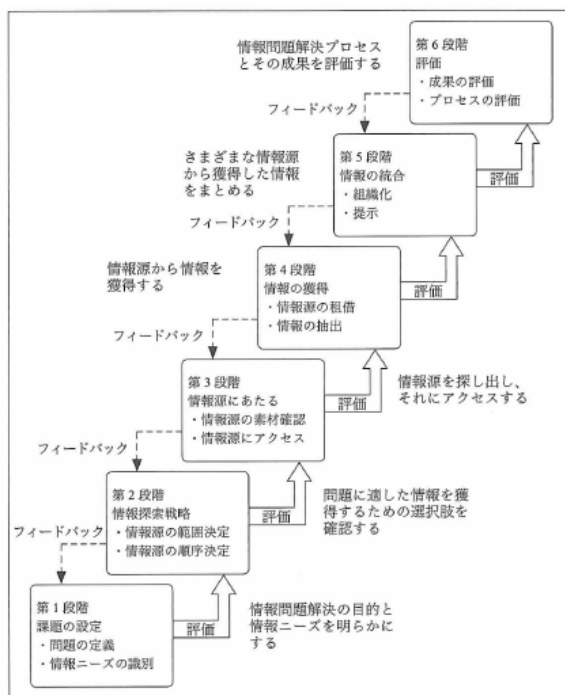 情報問題解決プロセス
とその成果を評価する
第6段階
評価
・成果の評価
・プロセスの評価
フィードバック
評価
さまざまな情報源
から獲得した情報
をまとめる
第5段階
情報の統合
・組織化
・提示
フィードバック
評価
情報源から情報を
獲得する
第4段階
情報の獲得
・情報源の租借
・情報の抽出
フィードバック
評価
第3段階
情報源にあたる
・情報源の素材確認
・情報源にアクセス
情報源を探し出し、
それにアクセスする
フィードバック
評価
第2段階
情報探索戦略
・情報源の範囲決定
・情報源の順序決定
問題に適した情報を獲
得するための選択肢を
確認する
フィードバック
評価
第1段階
課題の設定
・問題の定義
・情報ニーズの識別
情報問題解決の目的と
情報ニーズを明らかに
する